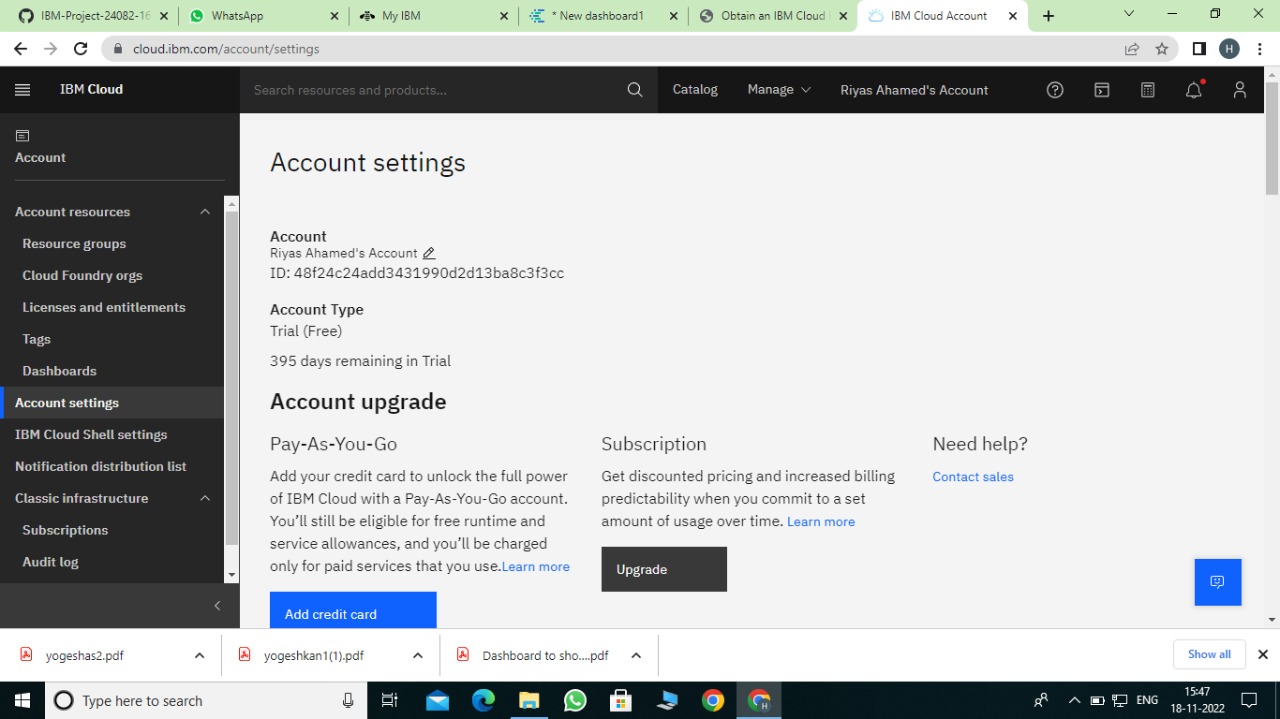 IBM-Project-24082-16
WhatsApp
My IBM
* New dashboard1
Obtain an IBM Cloud
IBM Cloud Account
cloud.ibm.com/account/settings
H
IBM Cloud
Search resources and products...
Catalog
Manage
Riyas Ahamed's Account
Account
Account resources
Resource groups
Cloud Foundry orgs
Licenses and entitlements
Tags
Dashboards
Account settings
IBM Cloud Shell settings
Notification distribution list
Classic infrastructure
Subscriptions
Audit log
Account settings
Account
Riyas Ahamed's Account
ID: 48f24c24add3431990d2d13ba8c3f3cc
Account Type
Trial (Free)
395 days remaining in Trial
Account upgrade
Pay-As-You-Go
Add your credit card to unlock the full power
of IBM Cloud with a Pay-As-You-Go account.
You’ll still be eligible for free runtime and
service allowances, and you’ll be charged
only for paid services that you use.Learn more
Add credit card
Subscription
Get discounted pricing and increased billing
predictability when you commit to a set
amount of usage over time. Learn more
Upgrade
Need help?
Contact sales
yogeshas2.pdf
yogeshkan1(1).pdf
Dashboard to sho....pdf
Show all
Type here to search
H
ENG
15:47
18-11-2022